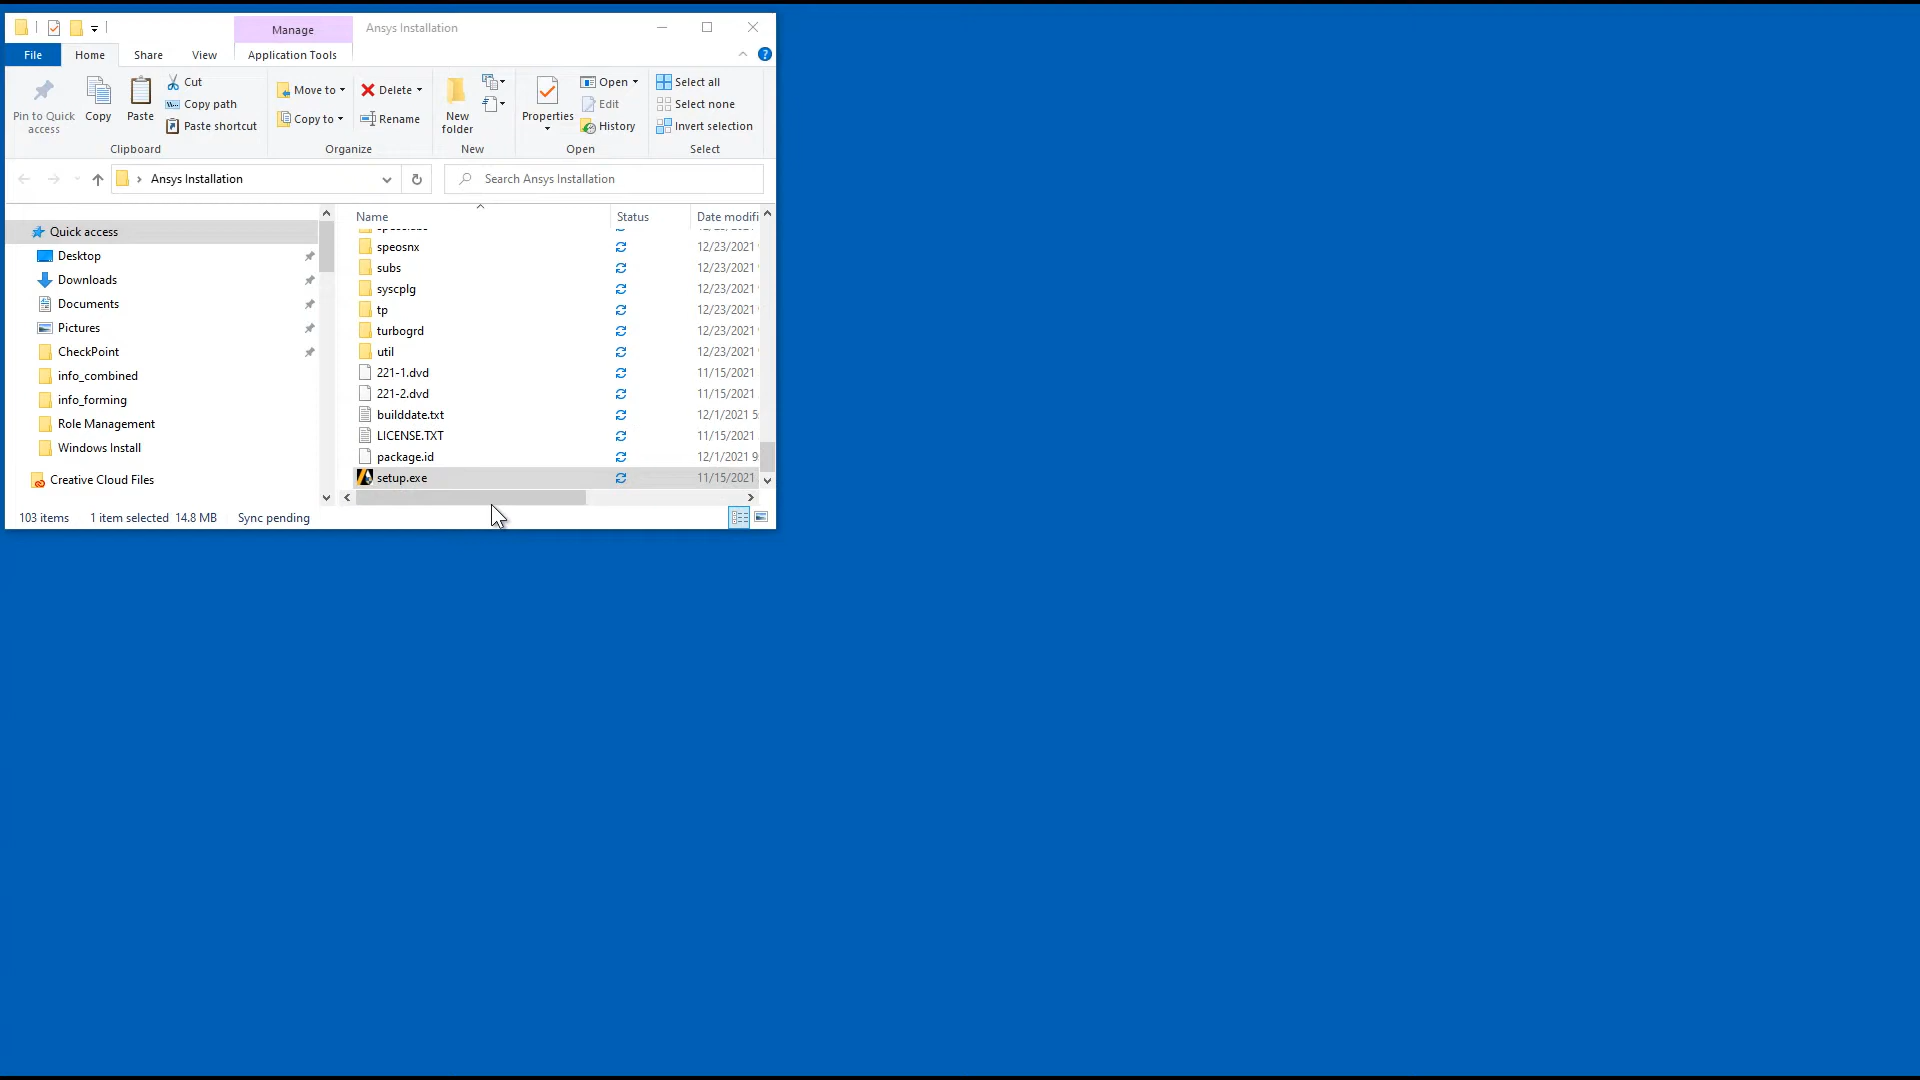 Manage
Ansys Installation
File
Home
Share
View
Application Tools
?
Pin to Quick access
Copy
Paste
Cut
Copy path
Paste shortcut
Clipboard
Move to
Copy to
Delete
Rename
Organize
New folder
New
Properties
Open
Edit
History
Open
Select all
Select none
Invert selection
Select
Ansys Installation
Search Ansys Installation
Quick access
Desktop
Downloads
Documents
Pictures
CheckPoint
info_combined
info_forming
Role Management
Windows Install
Creative Cloud Files
Name Status Date modifi
speosnx 12/23/2021
subs 12/23/2021
syscplg 12/23/2021
tp 12/23/2021
turbogrd 12/23/2021
util 12/23/2021
221-1.dvd 11/15/2021
221-2.dvd 11/15/2021
builddate.txt 12/1/2021 5:
LICENSE.TXT 11/15/2021
package.id 12/1/2021 9
setup.exe 11/15/2021
103 items 1 item selected 14.8 MB Sync pending